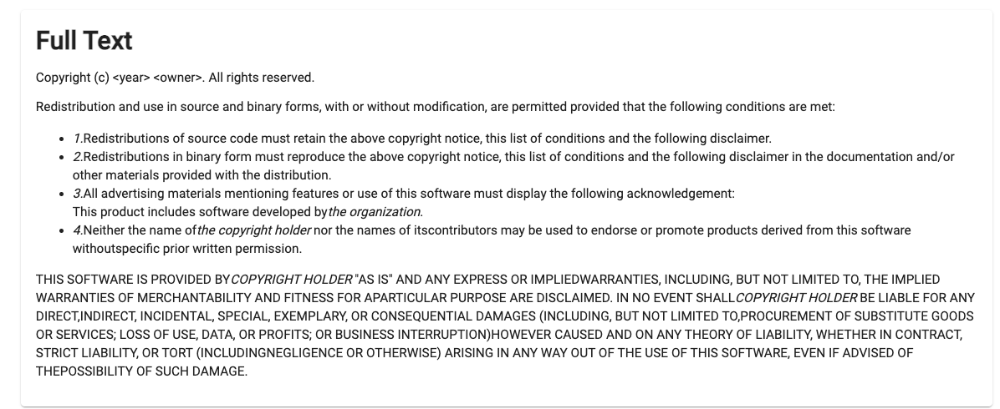 Full Text
Copyright (c) <year> <owner>. All rights reserved.
Redistribution and use in source and binary forms, with or without modification, are permitted provided that the following conditions are met:
• 1.Redistributions of source code must retain the above copyright notice, this list of conditions and the following disclaimer.
• 2.Redistributions in binary form must reproduce the above copyright notice, this list of conditions and the following disclaimer in the documentation and/or
other materials provided with the distribution.
• 3.All advertising materials mentioning features or use of this software must display the following acknowledgement:
This product includes software developed bythe organization.
• 4.Neither the name ofthe copyright holder nor the names of itscontributors may be used to endorse or promote products derived from this software
withoutspecific prior written permission.
THIS SOFTWARE IS PROVIDED BYCOPYRIGHT HOLDER "AS IS" AND ANY EXPRESS OR IMPLIEDWARRANTIES, INCLUDING, BUT NOT LIMITED TO, THE IMPLIED
WARRANTIES OF MERCHANTABILITY AND FITNESS FOR APARTICULAR PURPOSE ARE DISCLAIMED. IN NO EVENT SHALLCOPYRIGHT HOLDER BE LIABLE FOR ANY
DIRECT,INDIRECT, INCIDENTAL, SPECIAL, EXEMPLARY, OR CONSEQUENTIAL DAMAGES (INCLUDING, BUT NOT LIMITED TO,PROCUREMENT OF SUBSTITUTE GOODS
OR SERVICES; LOSS OF USE, DATA, OR PROFITS; OR BUSINESS INTERRUPTION)HOWEVER CAUSED AND ON ANY THEORY OF LIABILITY, WHETHER IN CONTRACT,
STRICT LIABILITY, OR TORT (INCLUDINGNEGLIGENCE OR OTHERWISE) ARISING IN ANY WAY OUT OF THE USE OF THIS SOFTWARE, EVEN IF ADVISED OF
THEPOSSIBILITY OF SUCH DAMAGE.